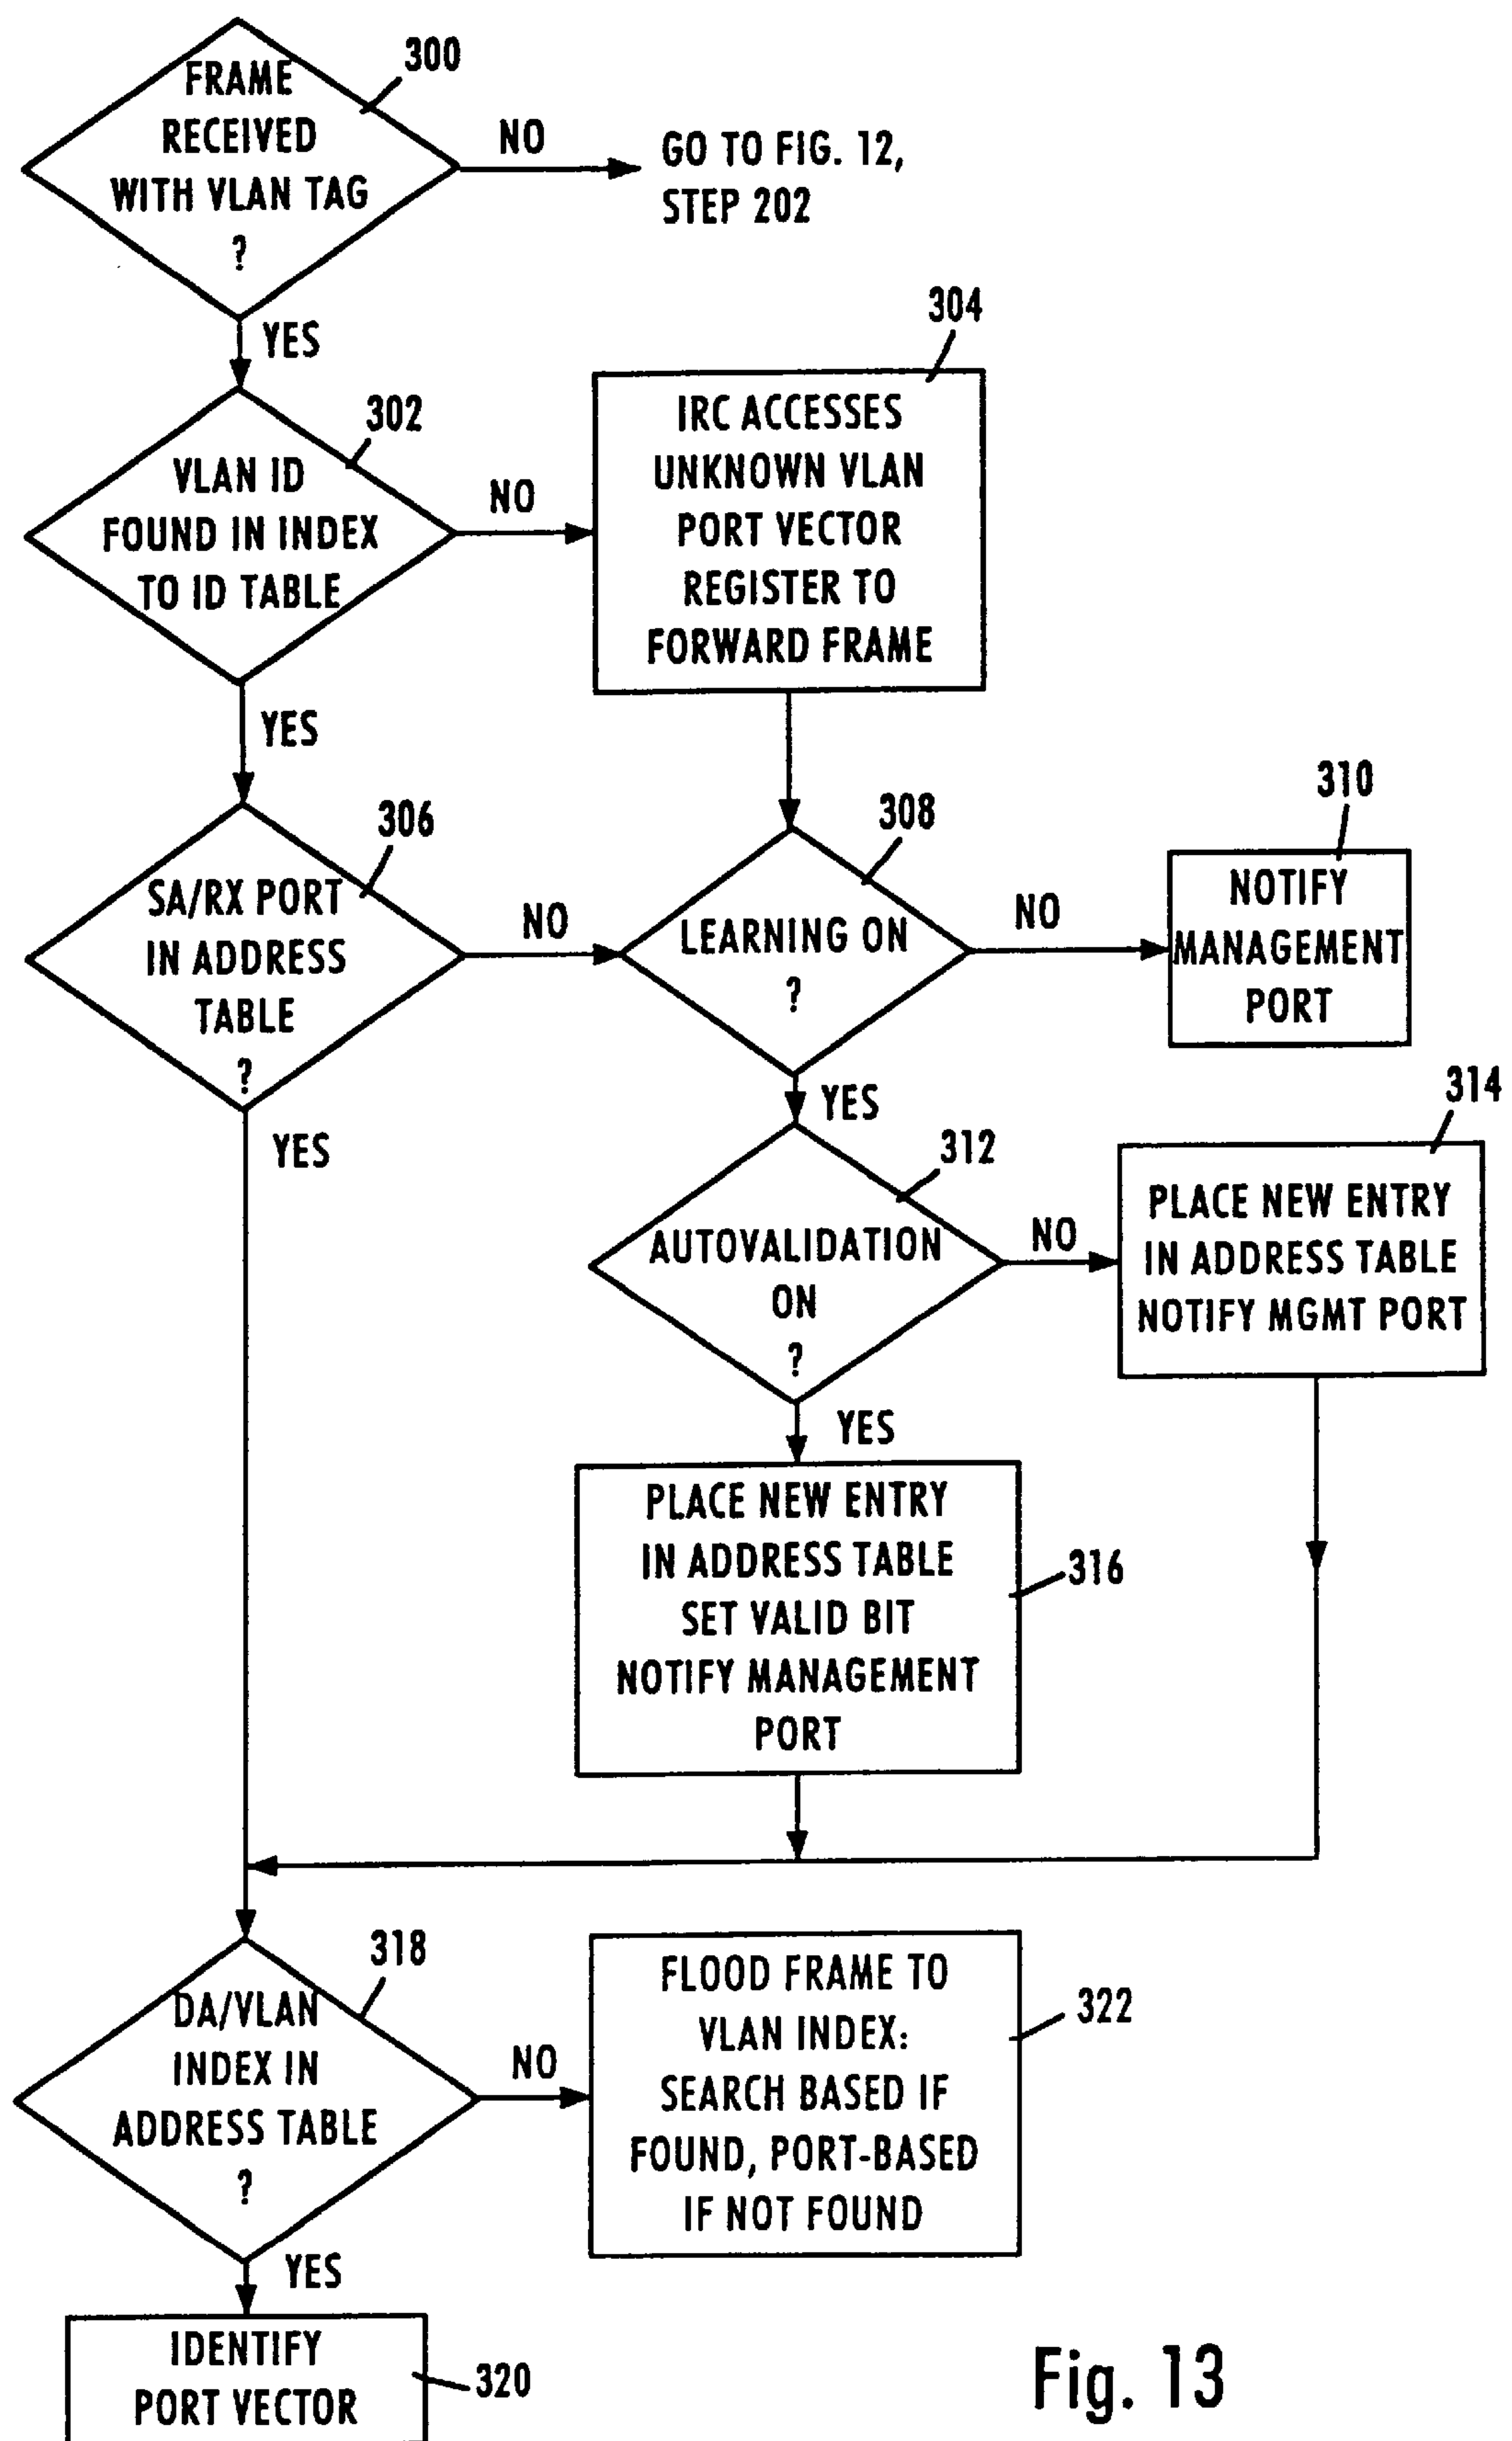 300
FRAME
RECEIVED
WITH VLAN TAG
?
NO
GO TO FIG. 12,
STEP 202
YES
302
VLAN ID
FOUND IN INDEX
TO ID TABLE
NO
304
IRC ACCESSES
UNKNOWN VLAN
PORT VECTOR
REGISTER TO
FORWARD FRAME
YES
306
SA/RX PORT
IN ADDRESS
TABLE
?
NO
308
LEARNING ON
?
NO
310
NOTIFY
MANAGEMENT
PORT
YES
YES
312
AUTOVALIDATION
ON
?
NO
314
PLACE NEW ENTRY
IN ADDRESS TABLE
NOTIFY MGMT PORT
YES
PLACE NEW ENTRY
IN ADDRESS TABLE
SET VALID BIT
NOTIFY MANAGEMENT
PORT
316
318
DA/VLAN
INDEX IN
ADDRESS TABLE
?
NO
FLOOD FRAME TO
VLAN INDEX:
SEARCH BASED IF
FOUND, PORT-BASED
IF NOT FOUND
322
YES
IDENTIFY
PORT VECTOR
320
Fig. 13